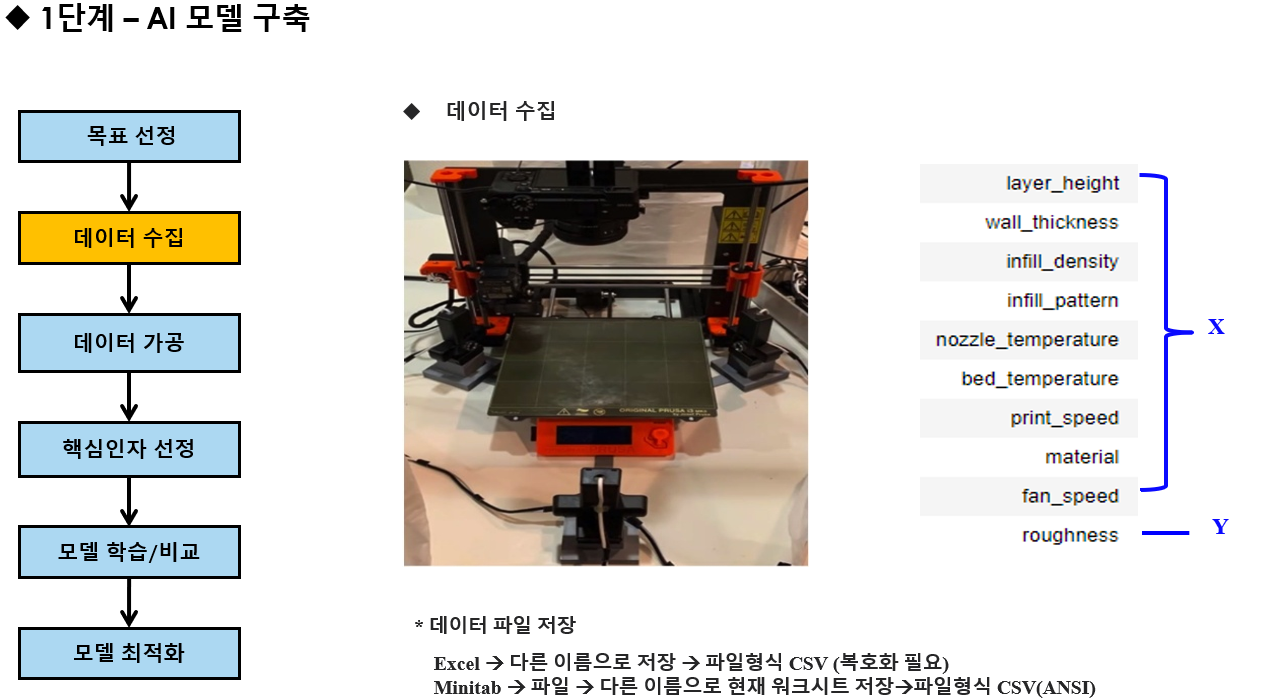 ◆ 1단계 – AI 모델 구축
목표 선정
데이터 수집
데이터 가공
핵심인자 선정
모델 학습/비교
모델 최적화
◆ 데이터 수집
ORIGINAL PRUSA i3
layer_height
wall_thickness
infill_density
infill_pattern
nozzle_temperature
bed_temperature
print_speed
material
fan_speed
roughness
X
Y
* 데이터 파일 저장
Excel → 다른 이름으로 저장 → 파일형식 CSV (복호화 필요)
Minitab → 파일 → 다른 이름으로 현재 워크시트 저장→파일형식 CSV(ANSI)